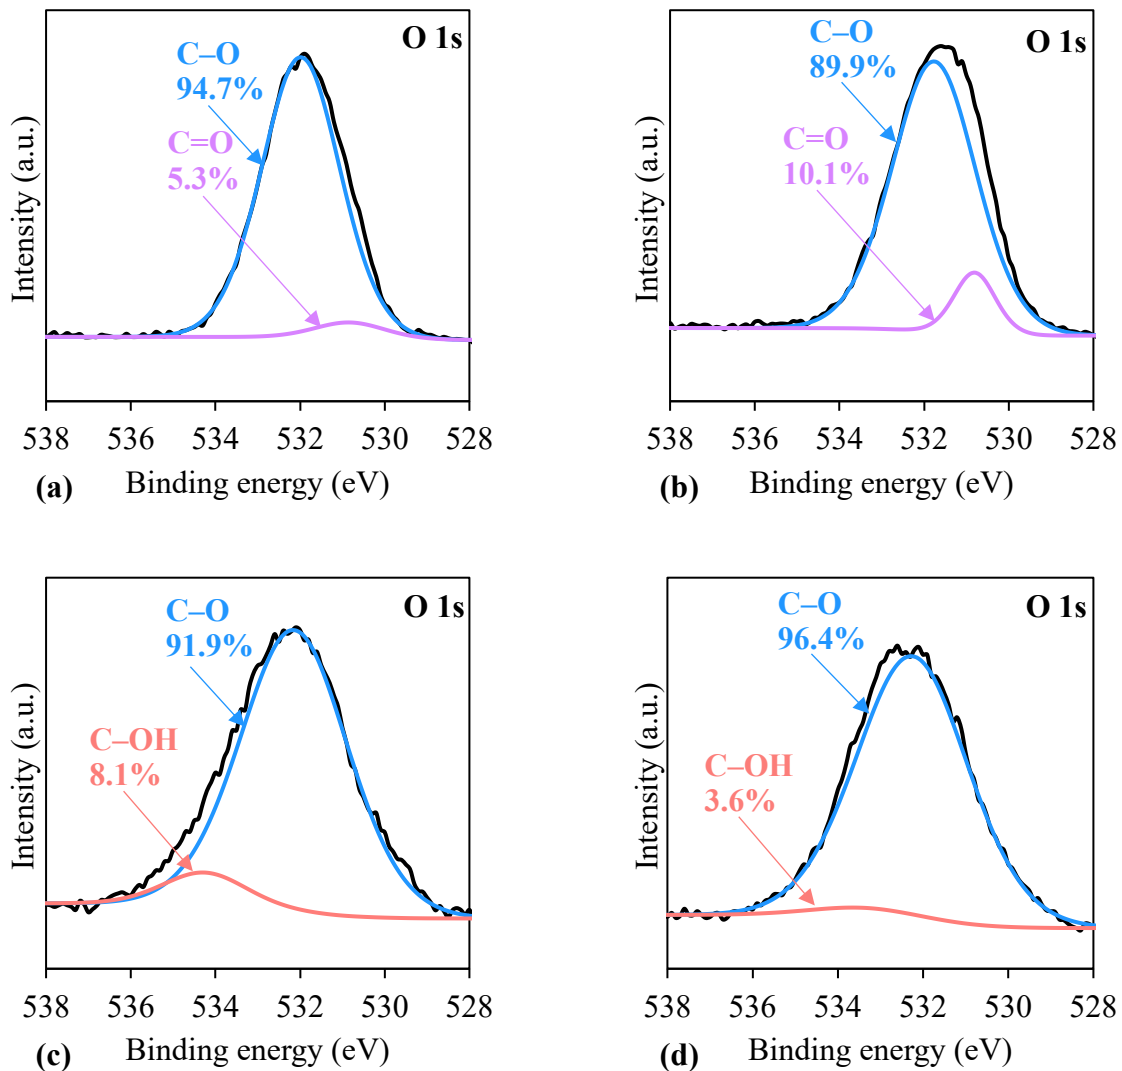 O 1s
C–O
94.7%
C=O
5.3%
Intensity (a.u.)
538 536 534 532 530 528
(a) Binding energy (eV)
O 1s
C–O
89.9%
C=O
10.1%
Intensity (a.u.)
538 536 534 532 530 528
(b) Binding energy (eV)
O 1s
C–O
91.9%
C–OH
8.1%
Intensity (a.u.)
538 536 534 532 530 528
(c) Binding energy (eV)
O 1s
C–O
96.4%
C–OH
3.6%
Intensity (a.u.)
538 536 534 532 530 528
(d) Binding energy (eV)